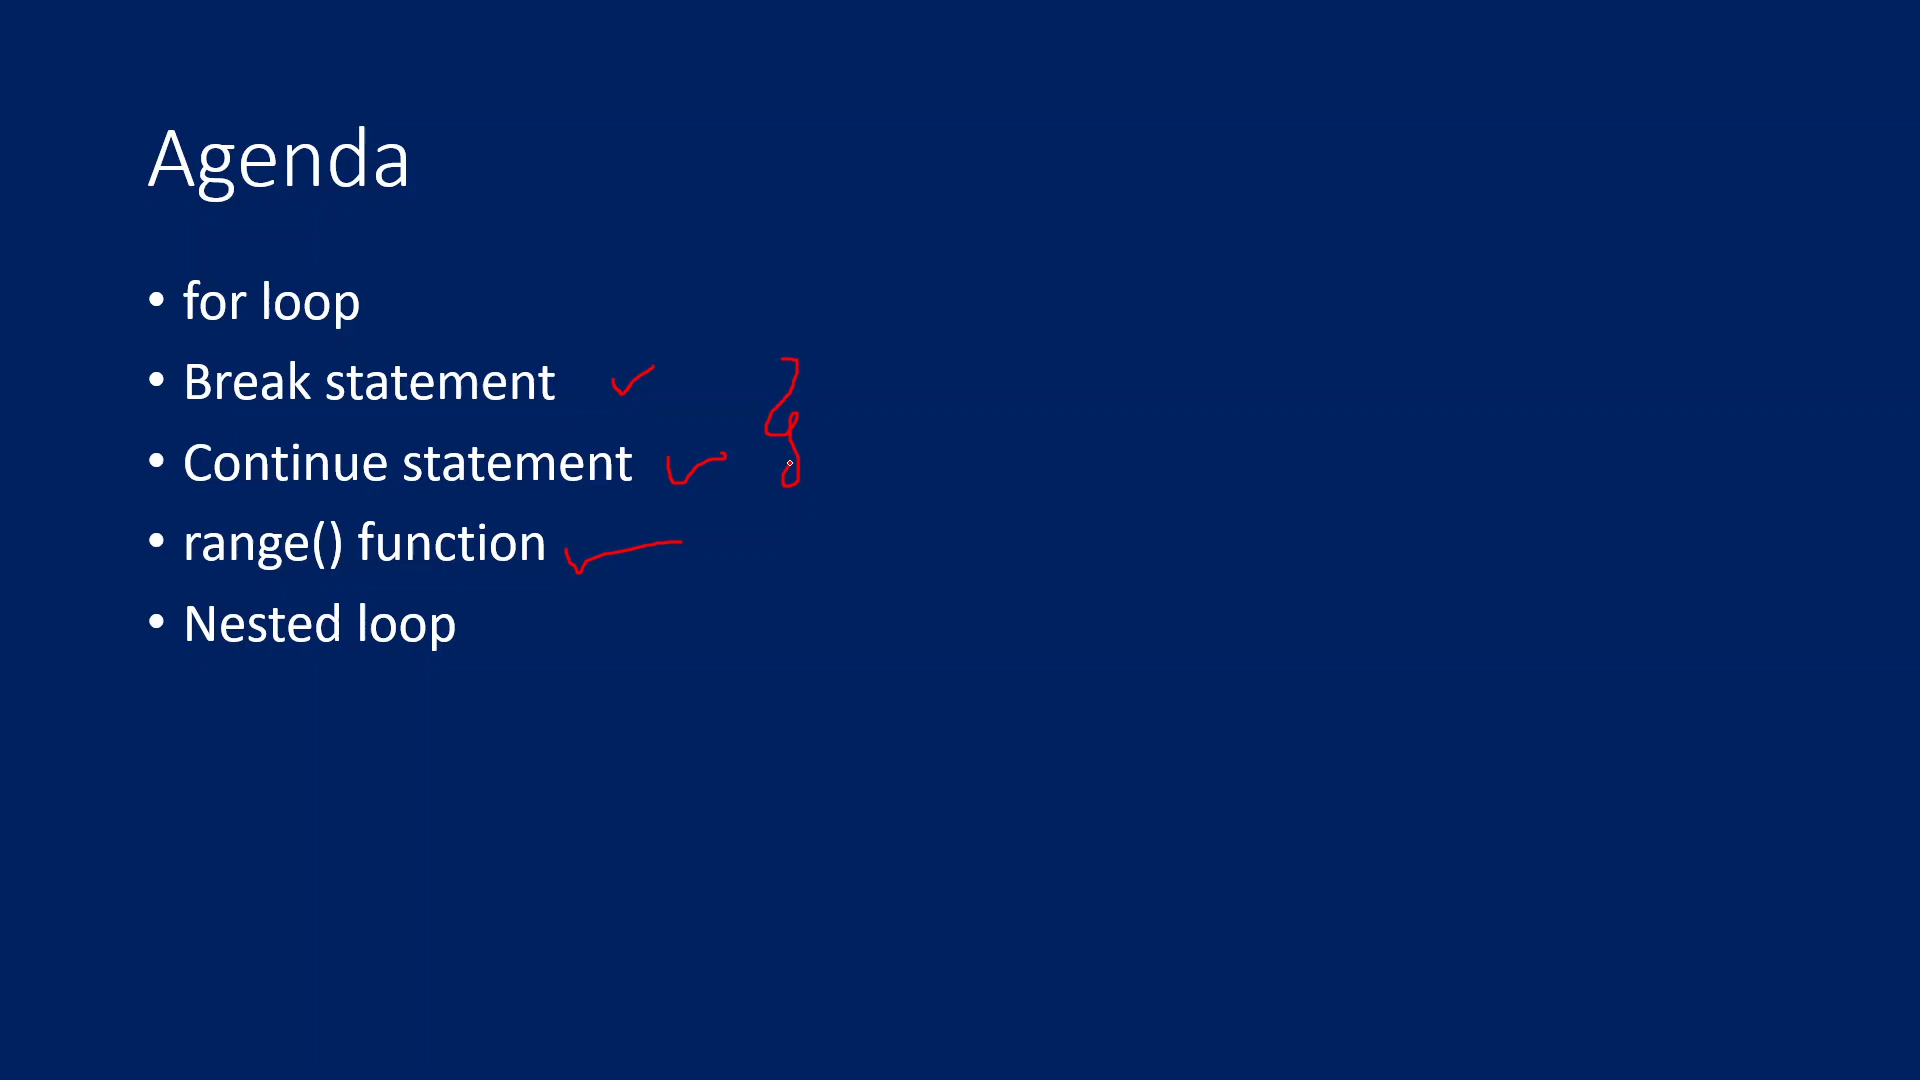 Agenda
• for loop
• Break statement
• Continue statement
• range() function
• Nested loop